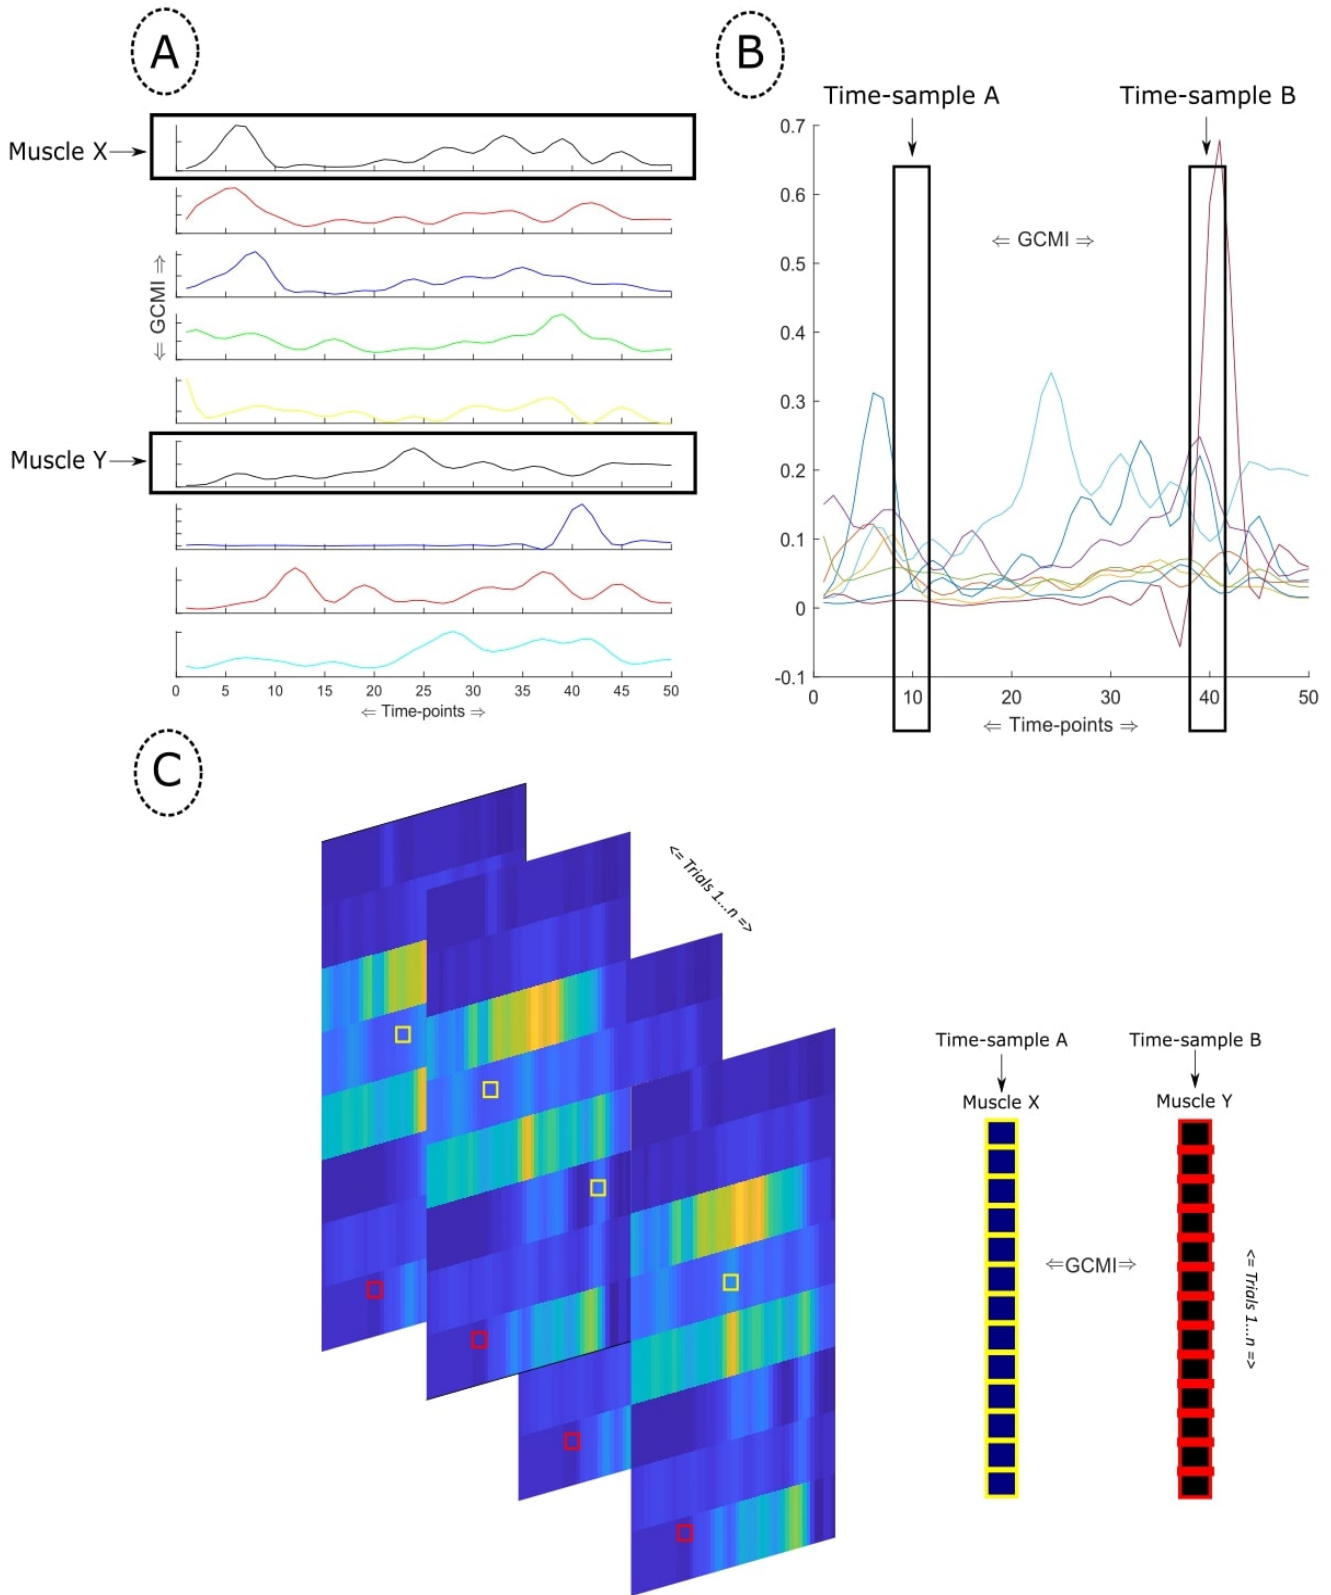 A
B
Time-sample A
Time-sample B
Muscle X
⇐ GCMI ⇒
Muscle Y
0 5 10 15 20 25 30 35 40 45 50
⇐ Time-points ⇒
0.7
0.6
0.5
0.4
0.3
0.2
0.1
0
-0.1
⇐ GCMI ⇒
0 10 20 30 40 50
⇐ Time-points ⇒
C
<= Trials 1...n =>
Time-sample A
Time-sample B
Muscle X
Muscle Y
⇐GCMI⇒
<= Trials 1...n =>